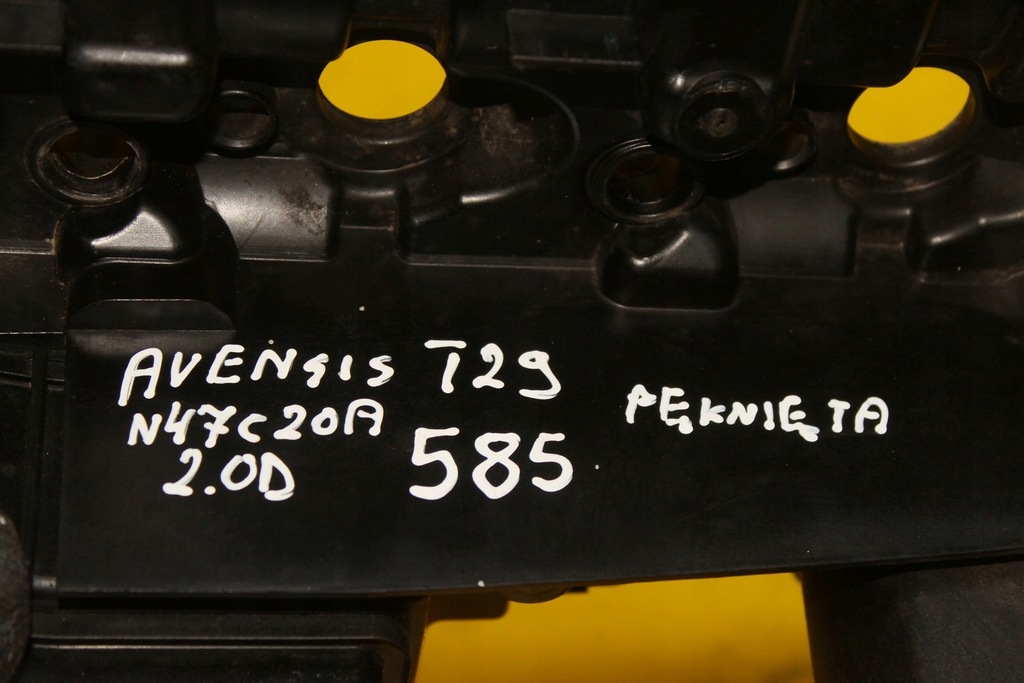 AVENSIS T29
N47C20A
2.0D
585
PĘKNIĘTA